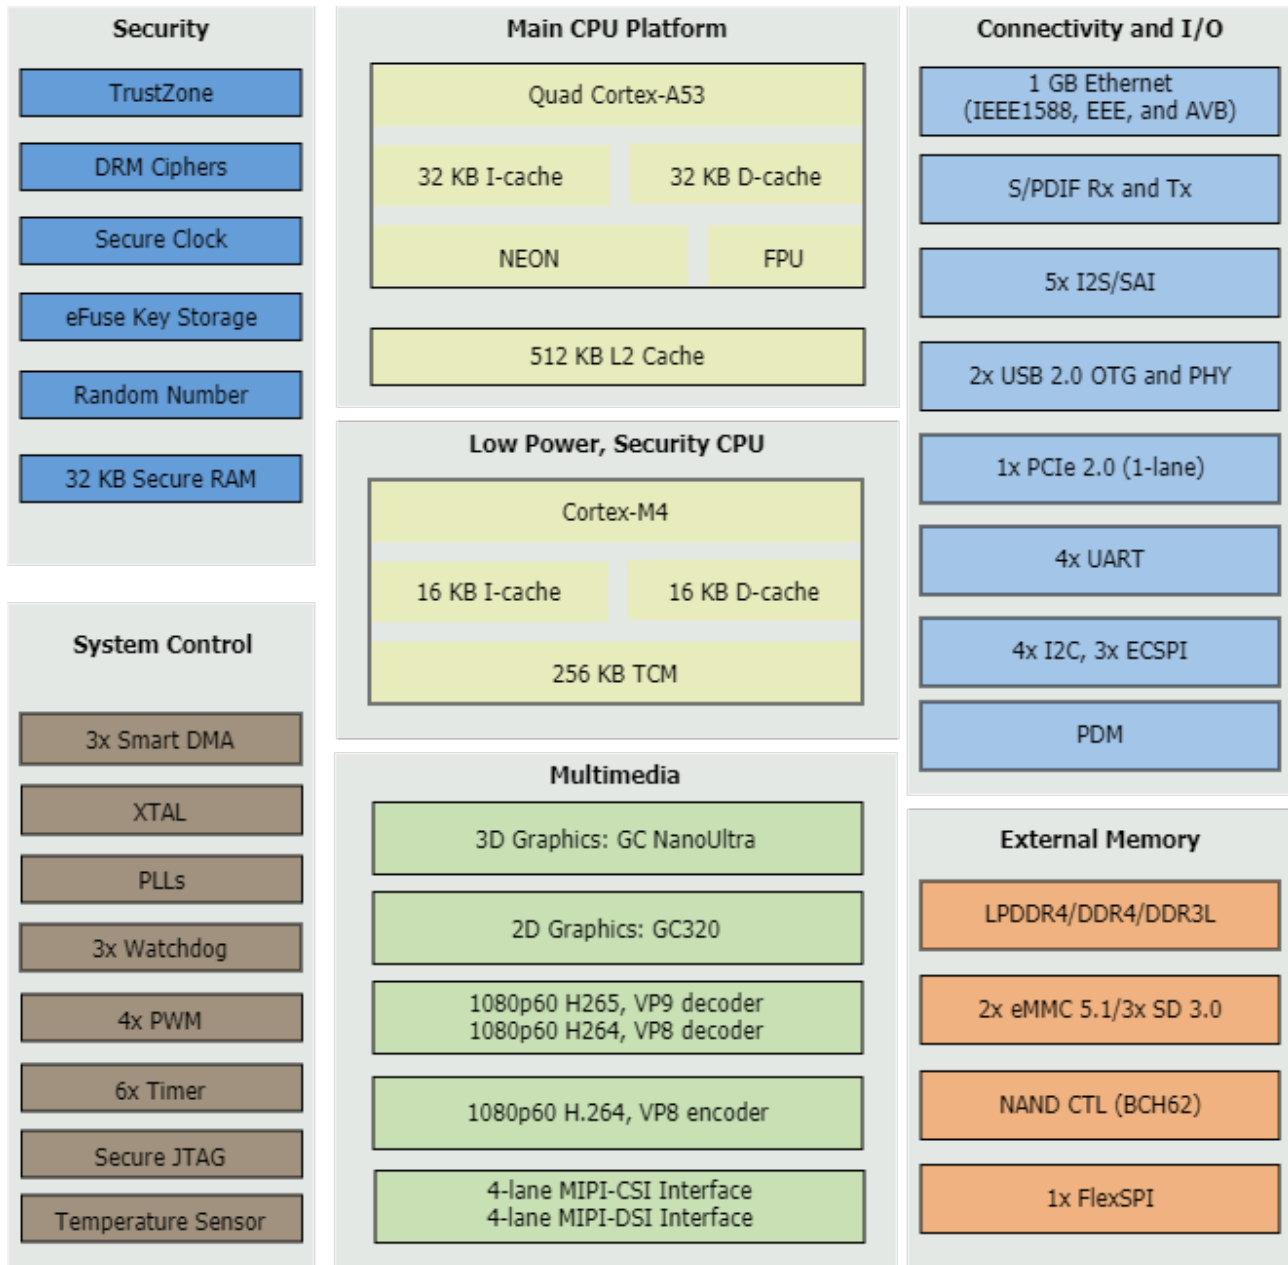 Security
TrustZone
DRM Ciphers
Secure Clock
eFuse Key Storage
Random Number
32 KB Secure RAM
System Control
3x Smart DMA
XTAL
PLLs
3x Watchdog
4x PWM
6x Timer
Secure JTAG
Temperature Sensor
Main CPU Platform
Quad Cortex-A53
32 KB I-cache
32 KB D-cache
NEON
FPU
512 KB L2 Cache
Low Power, Security CPU
Cortex-M4
16 KB I-cache
16 KB D-cache
256 KB TCM
Multimedia
3D Graphics: GC NanoUltra
2D Graphics: GC320
1080p60 H265, VP9 decoder
1080p60 H264, VP8 decoder
1080p60 H.264, VP8 encoder
4-lane MIPI-CSI Interface
4-lane MIPI-DSI Interface
Connectivity and I/O
1 GB Ethernet
(IEEE1588, EEE, and AVB)
S/PDIF Rx and Tx
5x I2S/SAI
2x USB 2.0 OTG and PHY
1x PCIe 2.0 (1-lane)
4x UART
4x I2C, 3x ECSPI
PDM
External Memory
LPDDR4/DDR4/DDR3L
2x eMMC 5.1/3x SD 3.0
NAND CTL (BCH62)
1x FlexSPI